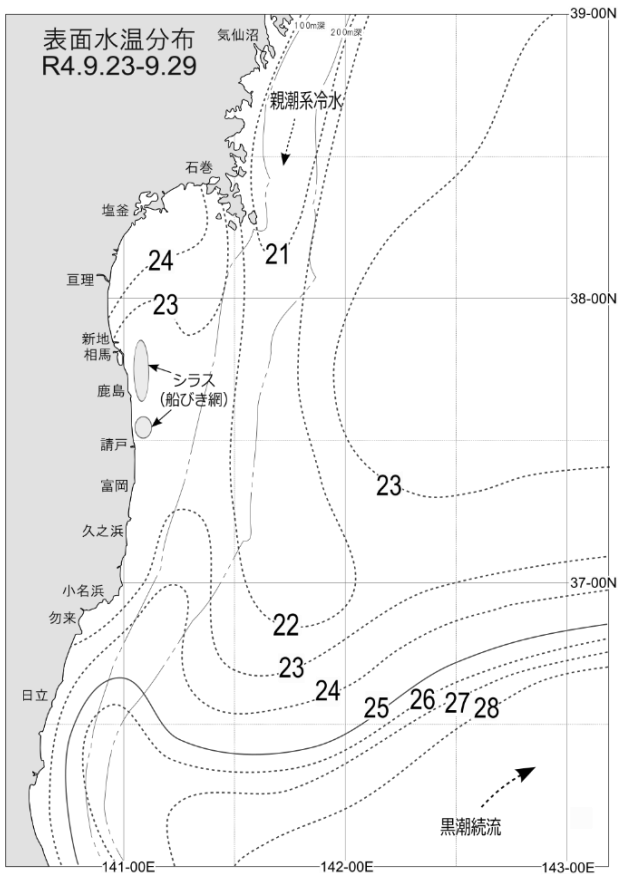 表面水温分布
R4.9.23-9.29
気仙沼
100m深
200m深
39-00N
親潮系冷水
石巻
塩釜
24
21
亘理
23
38-00N
新地
相馬
シラス
(船びき網)
鹿島
請戸
富岡
23
久之浜
37-00N
小名浜
勿来
22
23
24
日立
25
26
27
28
黒潮続流
141-00E
142-00E
143-00E